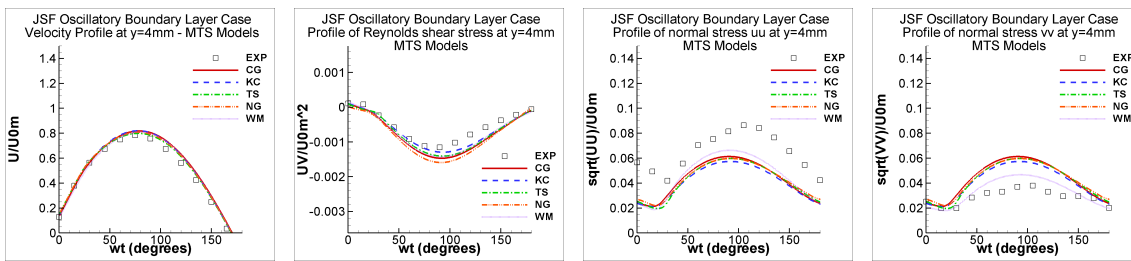 JSF Oscillatory Boundary Layer Case
Velocity Profile at y=4mm - MTS Models
U/U0m
1.4
1.2
1
0.8
0.6
0.4
0.2
0
0
50
100
150
wt (degrees)
EXP
CG
KC
TS
NG
WM
JSF Oscillatory Boundary Layer Case
Profile of Reynolds shear stress at y=4mm
MTS Models
UV/U0m^2
0.001
0
-0.001
-0.002
-0.003
0
50
100
150
wt (degrees)
EXP
CG
KC
TS
NG
WM
JSF Oscillatory Boundary Layer Case
Profile of normal stress uu at y=4mm
MTS Models
sqrt(UU)/U0m
0.14
0.12
0.1
0.08
0.06
0.04
0.02
0
0
50
100
150
wt (degrees)
EXP
CG
KC
TS
NG
WM
JSF Oscillatory Boundary Layer Case
Profile of normal stress vv at y=4mm
MTS Models
sqrt(VV)/U0m
0.14
0.12
0.1
0.08
0.06
0.04
0.02
0
0
50
100
150
wt (degrees)
EXP
CG
KC
TS
NG
WM